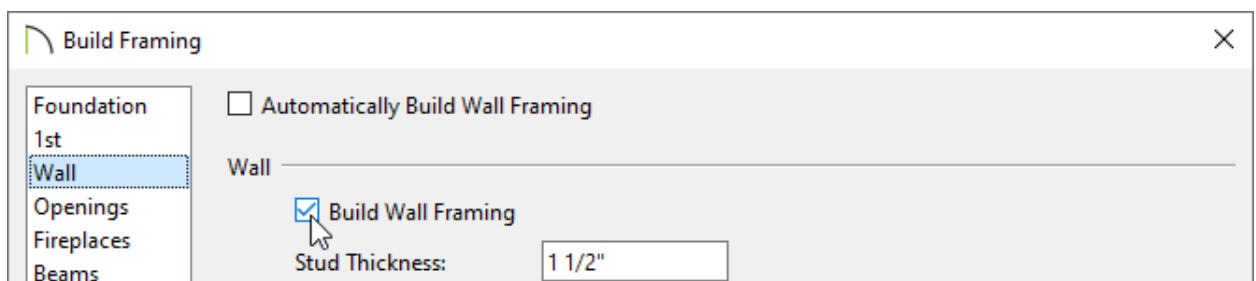 Build Framing
Foundation
1st
Wall
Openings
Fireplaces
Beams
Automatically Build Wall Framing
Wall
Build Wall Framing
Stud Thickness: 1 1/2"